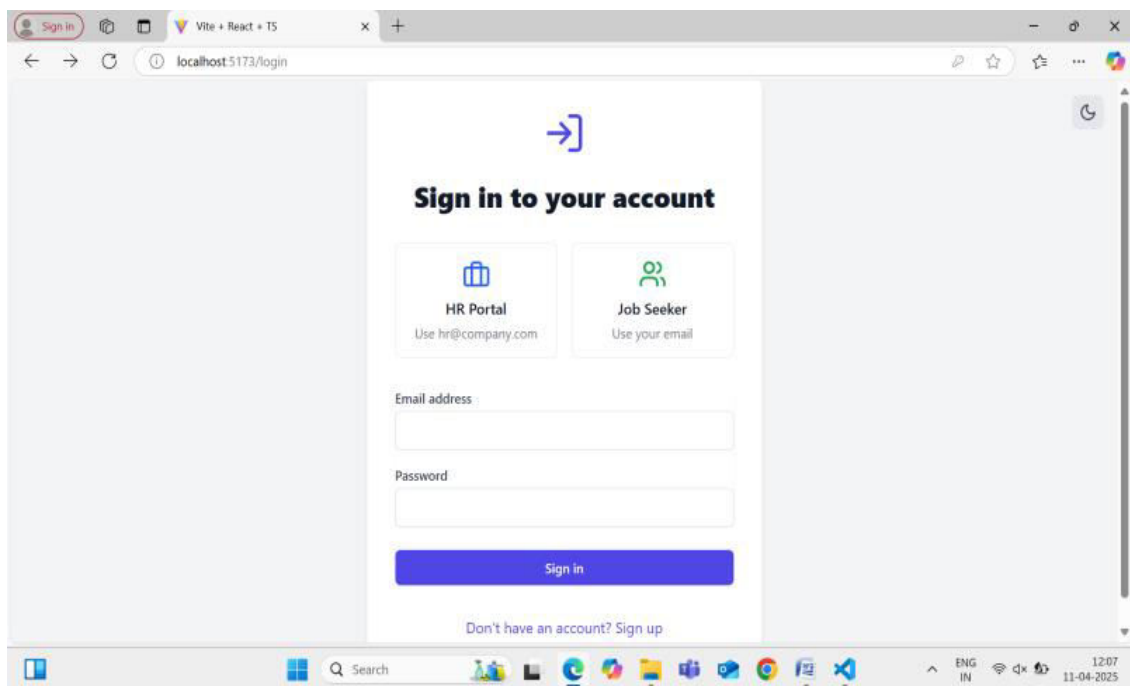 Sign in
Vite + React + TS
localhost:5173/login
Sign in to your account
HR Portal
Job Seeker
Use hr@company.com
Use your email
Email address
Password
Sign in
Don't have an account? Sign up
Search
ENG
IN
12:07
11-04-2025